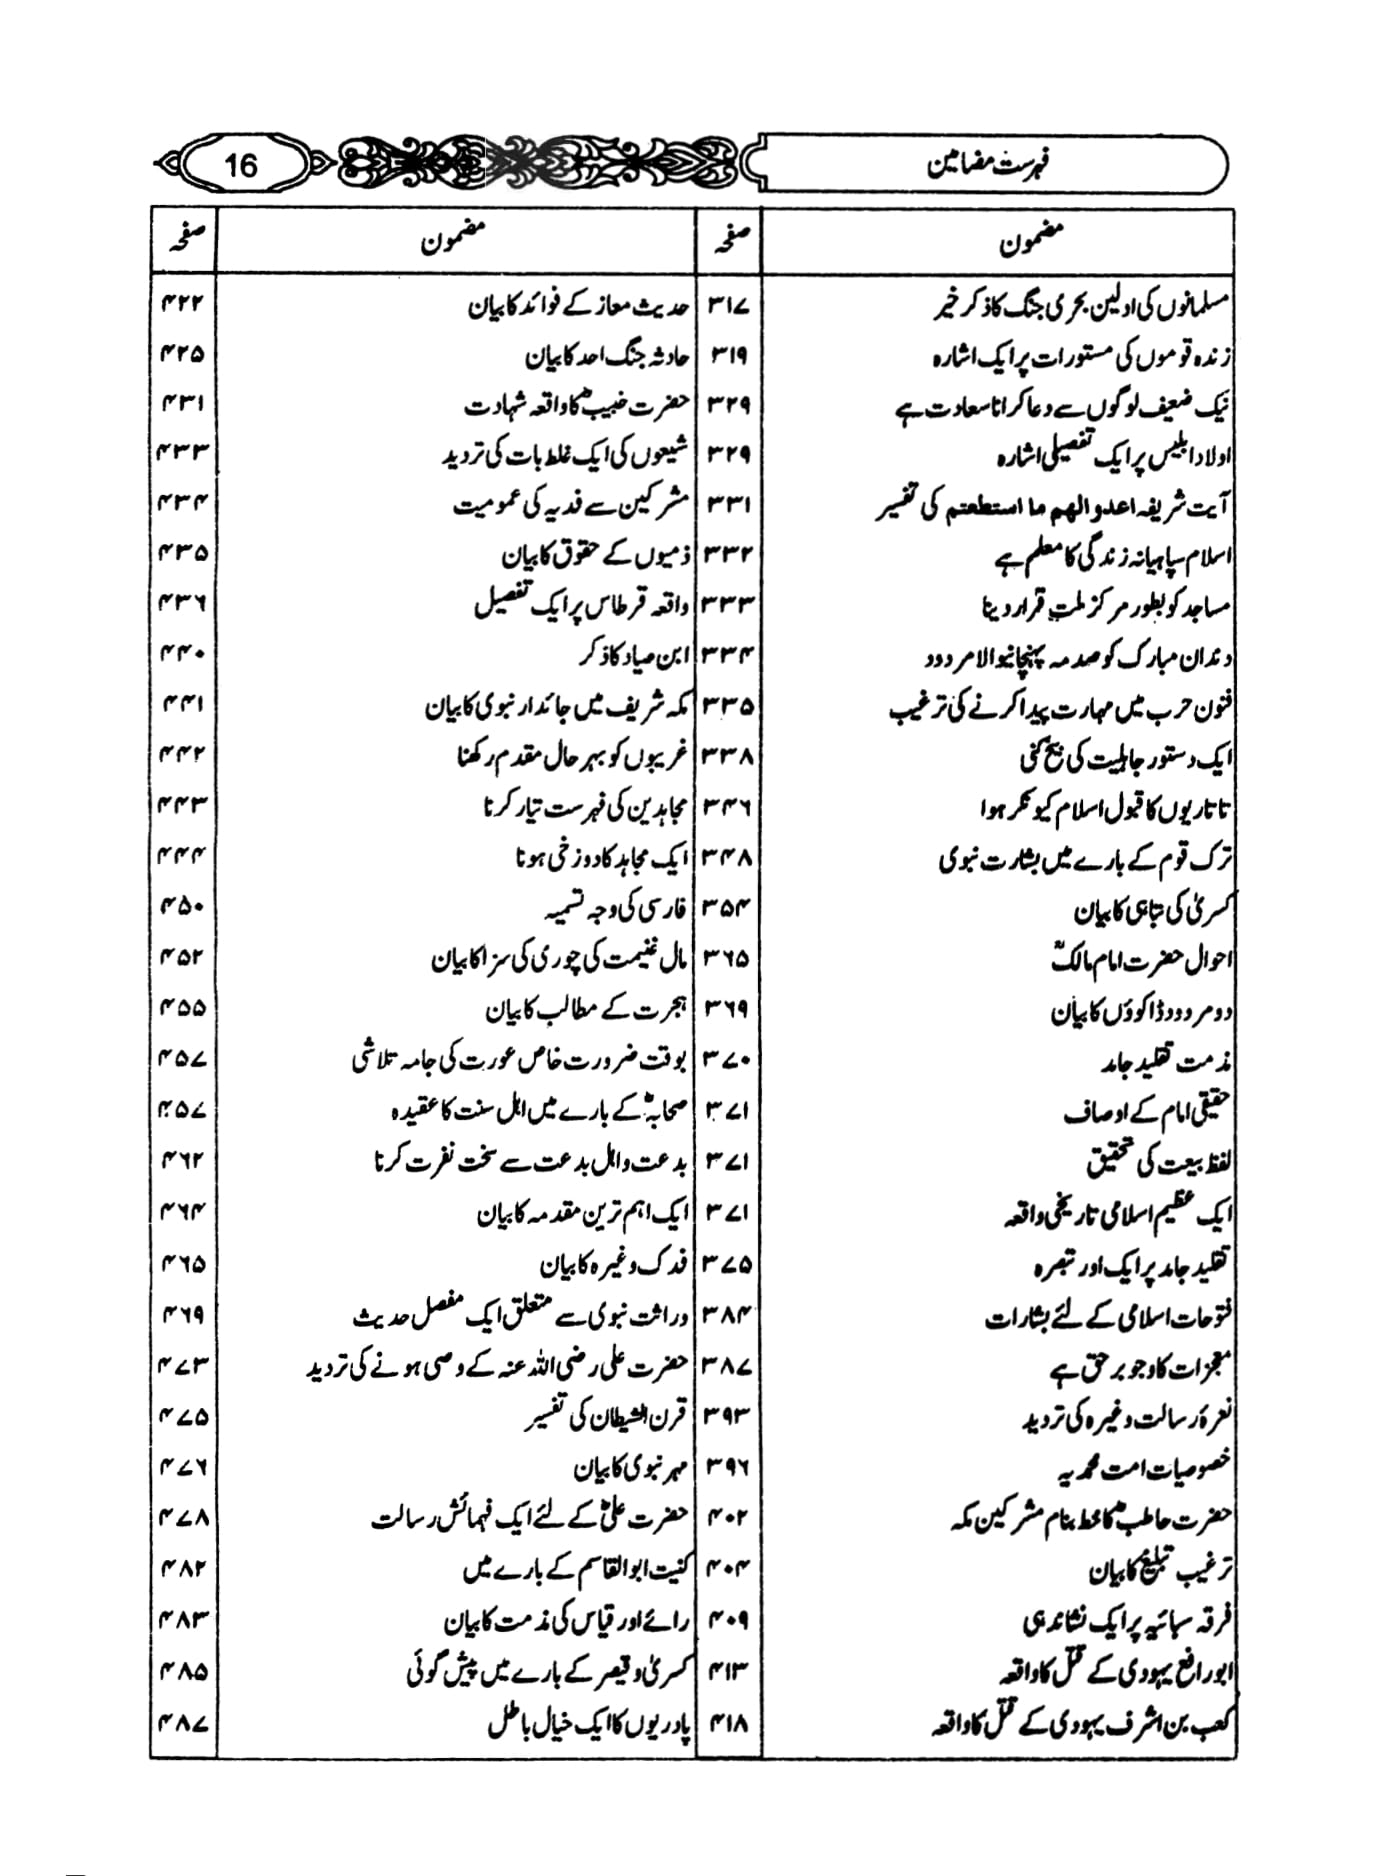 فہرست مضامین 16
مضمون صفحہ مضمون صفحہ
مسلمانوں کی اولین بحری جنگ کا ذکر خیر ۳۱۷
زندہ قوموں کی مستورات پر ایک اشارہ ۳۱۹
نیک ضعیف لوگوں سے دعا کرانا سعادت ہے ۳۲۹
اولاد ابلیس پر ایک تفصیلی اشارہ ۳۲۹
آیت شریفہ اعدوا لھم ما استطعتم کی تفسیر ۳۳۱
اسلام سپاہیانہ زندگی کا معلم ہے ۳۳۲
مساجد کو بطور مرکز ملت قرار دینا ۳۳۳
دندان مبارک کو صدمہ پہنچانیوالا مردود ۳۳۴
فنون حرب میں مہارت پیدا کرنے کی ترغیب ۳۳۵
ایک دستور جاہلیت کی بیخ کنی ۳۳۸
تاتاریوں کا قبول اسلام کیونکر ہوا ۳۴۶
ترک قوم کے بارے میں بشارت نبوی ۳۴۸
کسریٰ کی تباہی کا بیان ۳۵۴
احوال حضرت امام مالکؒ ۳۶۵
دو مردود ڈاکوؤں کا بیان ۳۶۹
مذمت تقلید جامد ۳۷۰
حقیقی امام کے اوصاف ۳۷۱
لفظ بیعت کی تحقیق ۳۷۱
ایک عظیم اسلامی تاریخی واقعہ ۳۷۱
تقلید جامد پر ایک اور تبصرہ ۳۷۵
فتوحات اسلامی کے لئے بشارات ۳۸۴
معجزات کا وجود برحق ہے ۳۸۷
نعرۂ رسالت وغیرہ کی تردید ۳۹۳
خصوصیات امت محمدیہ ۳۹۶
حضرت حاطبؓ کا خط بنام مشرکین مکہ ۴۰۲
ترغیب تبلیغ کا بیان ۴۰۴
فرقہ سبائیہ پر ایک نشاندہی ۴۰۹
ابورافع یہودی کے قتل کا واقعہ ۴۱۳
کعب بن اشرف یہودی کے قتل کا واقعہ ۴۱۸
حدیث معاز کے فوائد کا بیان ۴۲۲
حادثہ جنگ احد کا بیان ۴۲۵
حضرت خبیبؓ کا واقعہ شہادت ۴۳۱
شیعوں کی ایک غلط بات کی تردید ۴۳۳
مشرکین سے فدیہ کی عمومیت ۴۳۴
ذمیوں کے حقوق کا بیان ۴۳۵
واقعہ قرطاس پر ایک تفصیل ۴۳۶
ابن صیاد کا ذکر ۴۴۰
مکہ شریف میں جائداد نبوی کا بیان ۴۴۱
غریبوں کو بہر حال مقدم رکھنا ۴۴۲
مجاہدین کی فہرست تیار کرنا ۴۴۳
ایک مجاہد کا دوزخی ہونا ۴۴۴
فارسی کی وجہ تسمیہ ۴۵۰
مال غنیمت کی چوری کی سزا کا بیان ۴۵۲
ہجرت کے مطالب کا بیان ۴۵۵
بوقت ضرورت خاص عورت کی جامہ تلاشی ۴۵۷
صحابہؓ کے بارے میں اہل سنت کا عقیدہ ۴۵۷
بدعت و اہل بدعت سے سخت نفرت کرنا ۴۶۲
ایک اہم ترین مقدمہ کا بیان ۴۶۴
فدک وغیرہ کا بیان ۴۶۵
وراثت نبوی سے متعلق ایک مفصل حدیث ۴۶۹
حضرت علی رضی اللہ عنہ کے وصی ہونے کی تردید ۴۷۳
قرن الشیطان کی تفسیر ۴۷۵
مہر نبوی کا بیان ۴۷۶
حضرت علیؓ کے لئے ایک فہمائش رسالت ۴۷۸
کنیت ابوالقاسم کے بارے میں ۴۸۲
رائے اور قیاس کی مذمت کا بیان ۴۸۳
کسریٰ و قیصر کے بارے میں پیش گوئی ۴۸۵
پادریوں کا ایک خیال باطل ۴۸۷